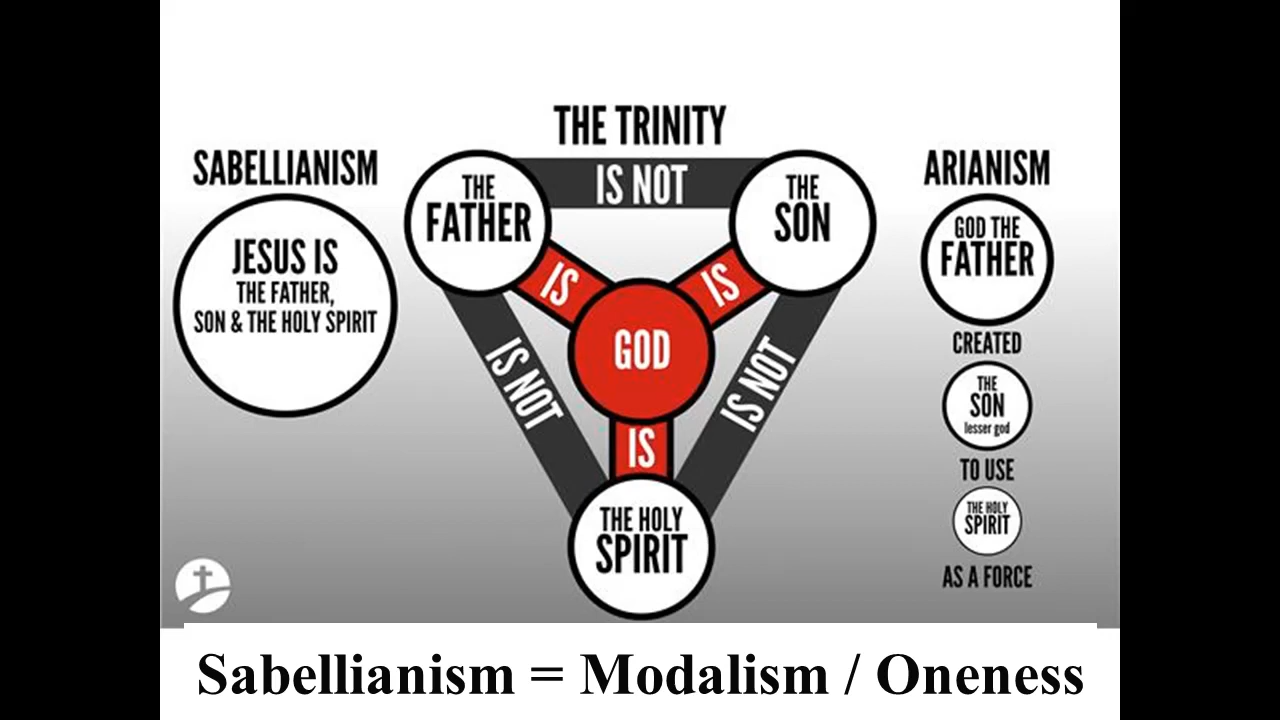 THE TRINITY
SABELLIANISM
JESUS IS
THE FATHER,
SON & THE HOLY SPIRIT
THE
FATHER
IS NOT
THE
SON
IS
IS
GOD
IS NOT
IS NOT
IS
THE HOLY
SPIRIT
ARIANISM
GOD THE
FATHER
CREATED
THE
SON
lesser god
TO USE
THE HOLY
SPIRIT
AS A FORCE
Sabellianism = Modalism / Oneness